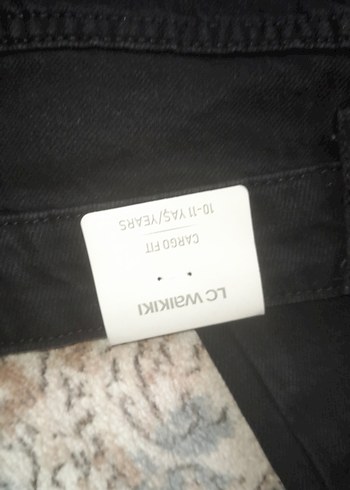 LC WAIKIKI
CARGO FIT
10-11 YAŞ/YEARS